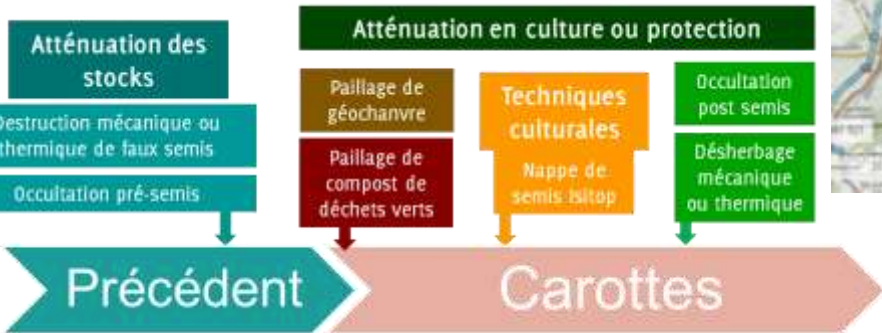 Atténuation des
stocks
Destruction mécanique ou
thermique de faux semis
Occultation pré-semis
Atténuation en culture ou protection
Paillage de
géochanvre
Paillage de
compost de
déchets verts
Techniques
culturales
Nappe de
semis Isitop
Occultation
post semis
Désherbage
mécanique
ou thermique
Précédent
Carottes